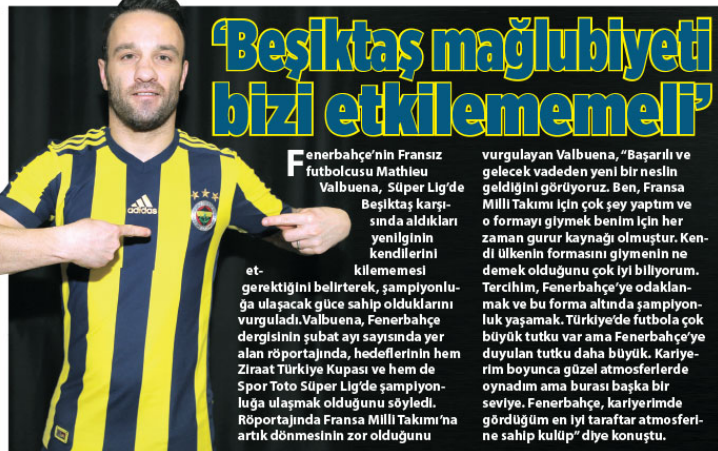 ‘Beşiktaş mağlubiyeti
bizi etkilememeli’
Fenerbahçe’nin Fransız
futbolcusu Mathieu
Valbuena, Süper Lig’de
Beşiktaş karşı-
sında aldıkları
yenilginin
kendilerini
et- kilememesi
gerektiğini belirterek, şampiyonlu-
ğa ulaşacak güce sahip olduklarını
vurguladı.Valbuena, Fenerbahçe
dergisinin şubat ayı sayısında yer
alan röportajında, hedeflerinin hem
Ziraat Türkiye Kupası ve hem de
Spor Toto Süper Lig’de şampiyon-
luğa ulaşmak olduğunu söyledi.
Röportajında Fransa Milli Takımı’na
artık dönmesinin zor olduğunu
vurgulayan Valbuena, “Başarılı ve
gelecek vadeden yeni bir neslin
geldiğini görüyoruz. Ben, Fransa
Milli Takımı için çok şey yaptım ve
o formayı giymek benim için her
zaman gurur kaynağı olmuştur. Ken-
di ülkenin formasını giymenin ne
demek olduğunu çok iyi biliyorum.
Tercihim, Fenerbahçe’ye odaklan-
mak ve bu forma altında şampiyon-
luk yaşamak. Türkiye’de futbola çok
büyük tutku var ama Fenerbahçe’ye
duyulan tutku daha büyük. Kariye-
rim boyunca güzel atmosferlerde
oynadım ama burası başka bir
seviye. Fenerbahçe, kariyerimde
gördüğüm en iyi taraftar atmosferi-
ne sahip kulüp” diye konuştu.
adidas